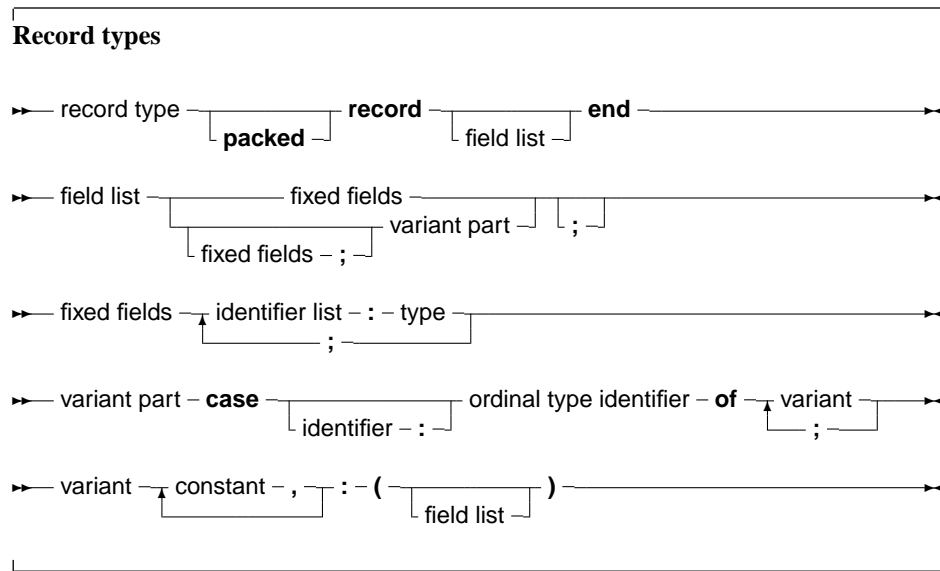 Record types
record type packed record field list end
field list fixed fields
variant part ;
fixed fields ;
fixed fields identifier list : type
;
variant part case ordinal type identifier of variant
identifier : ;
variant constant , : ( )
field list